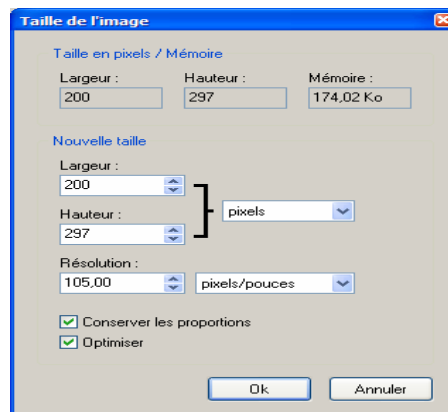 Taille de l'image
Taille en pixels / Mémoire
Largeur : Hauteur : Mémoire :
200 297 174,02 Ko
Nouvelle taille
Largeur :
200
pixels
Hauteur :
297
Résolution :
105,00 pixels/pouces
Conserver les proportions
Optimiser
Ok Annuler